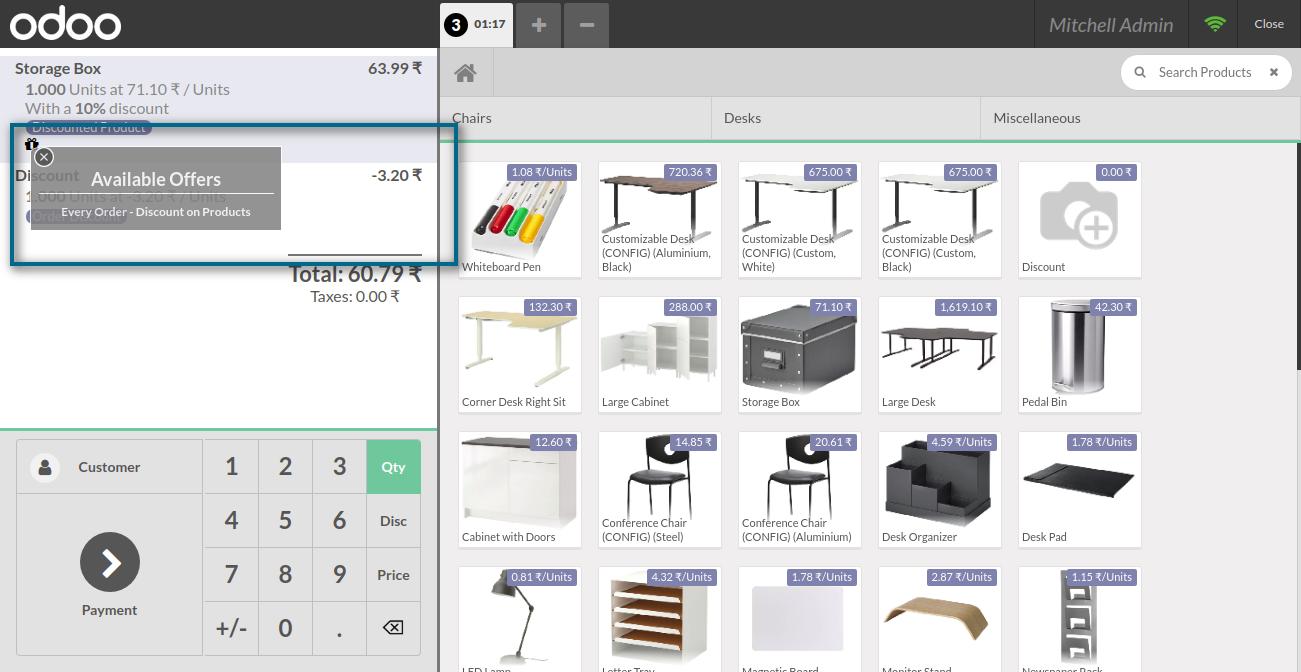 odoo
3 01:17
Mitchell Admin
Close
Storage Box 63.99 ₹
1.000 Units at 71.10 ₹ / Units
With a 10% discount
Discounted Product
Discount -3.20 ₹
1.000 Units at -3.20 ₹ / Units
Available Offers
Every Order - Discount on Products
Total: 60.79 ₹
Taxes: 0.00 ₹
Customer
Payment
1 2 3 Qty
4 5 6 Disc
7 8 9 Price
+/- 0 .
Search Products
Chairs Desks Miscellaneous
1.08 ₹/Units
Whiteboard Pen
720.36 ₹
Customizable Desk
(CONFIG) (Aluminium,
Black)
675.00 ₹
Customizable Desk
(CONFIG) (Custom,
White)
675.00 ₹
Customizable Desk
(CONFIG) (Custom,
Black)
0.00 ₹
Discount
132.30 ₹
Corner Desk Right Sit
288.00 ₹
Large Cabinet
71.10 ₹
Storage Box
1,619.10 ₹
Large Desk
42.30 ₹
Pedal Bin
12.60 ₹
Cabinet with Doors
14.85 ₹
Conference Chair
(CONFIG) (Steel)
20.61 ₹
Conference Chair
(CONFIG) (Aluminium)
4.59 ₹/Units
Desk Organizer
1.78 ₹/Units
Desk Pad
0.81 ₹/Units
LED Lamp
4.32 ₹/Units
Letter Tray
1.78 ₹/Units
Magnetic Board
2.87 ₹/Units
Monitor Stand
1.15 ₹/Units
Newspaper Rack